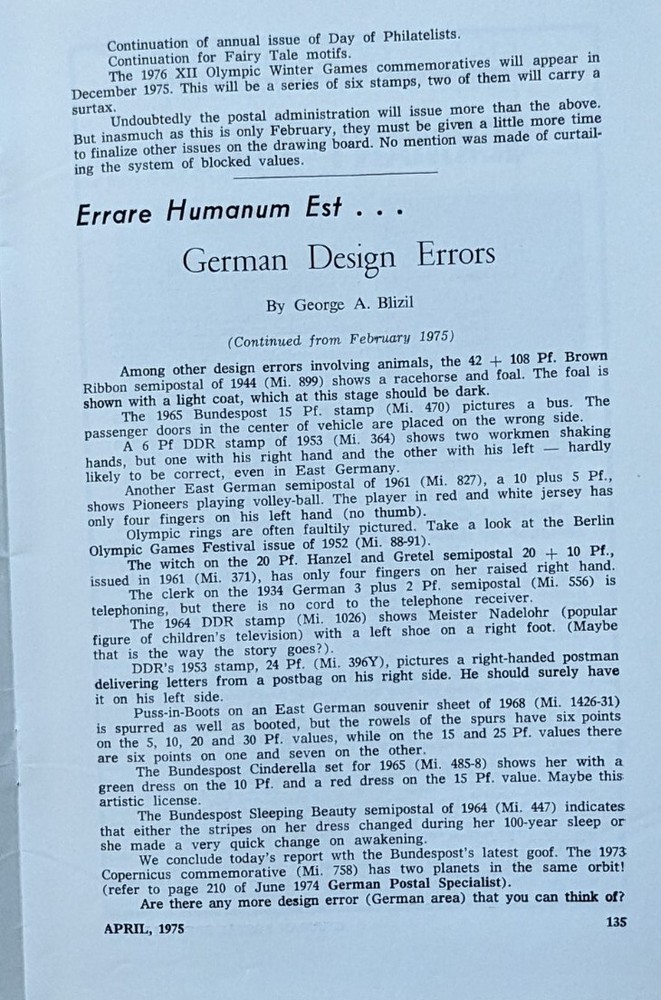 Continuation of annual issue of Day of Philatelists.
Continuation for Fairy Tale motifs.
The 1976 XII Olympic Winter Games commemoratives will appear in
December 1975. This will be a series of six stamps, two of them will carry a
surtax.
Undoubtedly the postal administration will issue more than the above.
But inasmuch as this is only February, they must be given a little more time
to finalize other issues on the drawing board. No mention was made of curtail-
ing the system of blocked values.
Errare Humanum Est . . .
German Design Errors
By George A. Blizil
(Continued from February 1975)
Among other design errors involving animals, the 42 + 108 Pf. Brown
Ribbon semipostal of 1944 (Mi. 899) shows a racehorse and foal. The foal is
shown with a light coat, which at this stage should be dark.
The 1965 Bundespost 15 Pf. stamp (Mi. 470) pictures a bus. The
passenger doors in the center of vehicle are placed on the wrong side.
A 6 Pf DDR stamp of 1953 (Mi. 364) shows two workmen shaking
hands, but one with his right hand and the other with his left — hardly
likely to be correct, even in East Germany.
Another East German semipostal of 1961 (Mi. 827), a 10 plus 5 Pf.,
shows Pioneers playing volley-ball. The player in red and white jersey has
only four fingers on his left hand (no thumb).
Olympic rings are often faultily pictured. Take a look at the Berlin
Olympic Games Festival issue of 1952 (Mi. 88-91).
The witch on the 20 Pf. Hanzel and Gretel semipostal 20 + 10 Pf.,
issued in 1961 (Mi. 371), has only four fingers on her raised right hand.
The clerk on the 1934 German 3 plus 2 Pf. semipostal (Mi. 556) is
telephoning, but there is no cord to the telephone receiver.
The 1964 DDR stamp (Mi. 1026) shows Meister Nadelohr (popular
figure of children's television) with a left shoe on a right foot. (Maybe
that is the way the story goes?).
DDR's 1953 stamp, 24 Pf. (Mi. 396Y), pictures a right-handed postman
delivering letters from a postbag on his right side. He should surely have
it on his left side.
Puss-in-Boots on an East German souvenir sheet of 1968 (Mi. 1426-31)
is spurred as well as booted, but the rowels of the spurs have six points
on the 5, 10, 20 and 30 Pf. values, while on the 15 and 25 Pf. values there
are six points on one and seven on the other.
The Bundespost Cinderella set for 1965 (Mi. 485-8) shows her with a
green dress on the 10 Pf. and a red dress on the 15 Pf. value. Maybe this
artistic license.
The Bundespost Sleeping Beauty semipostal of 1964 (Mi. 447) indicates
that either the stripes on her dress changed during her 100-year sleep or
she made a very quick change on awakening.
We conclude today's report wth the Bundespost's latest goof. The 1973
Copernicus commemorative (Mi. 758) has two planets in the same orbit!
(refer to page 210 of June 1974 German Postal Specialist).
Are there any more design error (German area) that you can think of?
APRIL, 1975
135